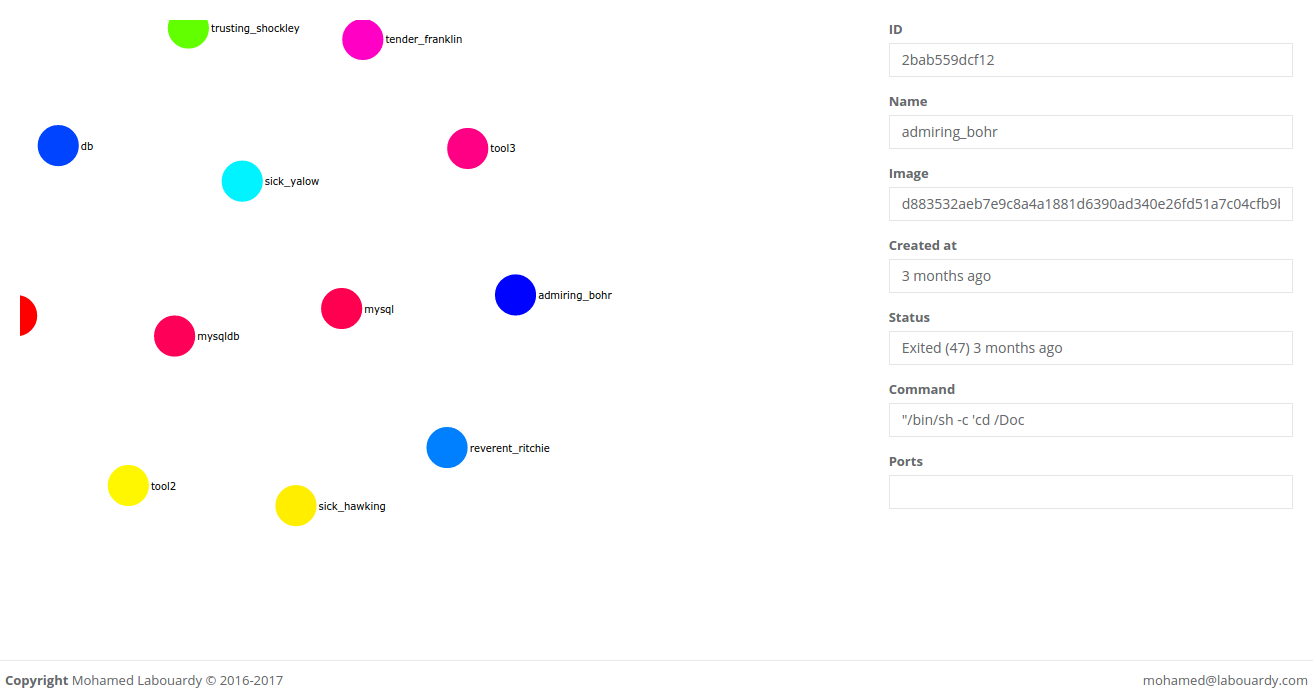 trusting_shockley
tender_franklin
db
tool3
sick_yalow
admiring_bohr
mysql
mysqldb
reverent_ritchie
tool2
sick_hawking
ID
2bab559dcf12
Name
admiring_bohr
Image
d883532aeb7e9c8a4a1881d6390ad340e26fd51a7c04cfb9
Created at
3 months ago
Status
Exited (47) 3 months ago
Command
"/bin/sh -c 'cd /Doc
Ports
Copyright Mohamed Labouardy © 2016-2017
mohamed@labouardy.com